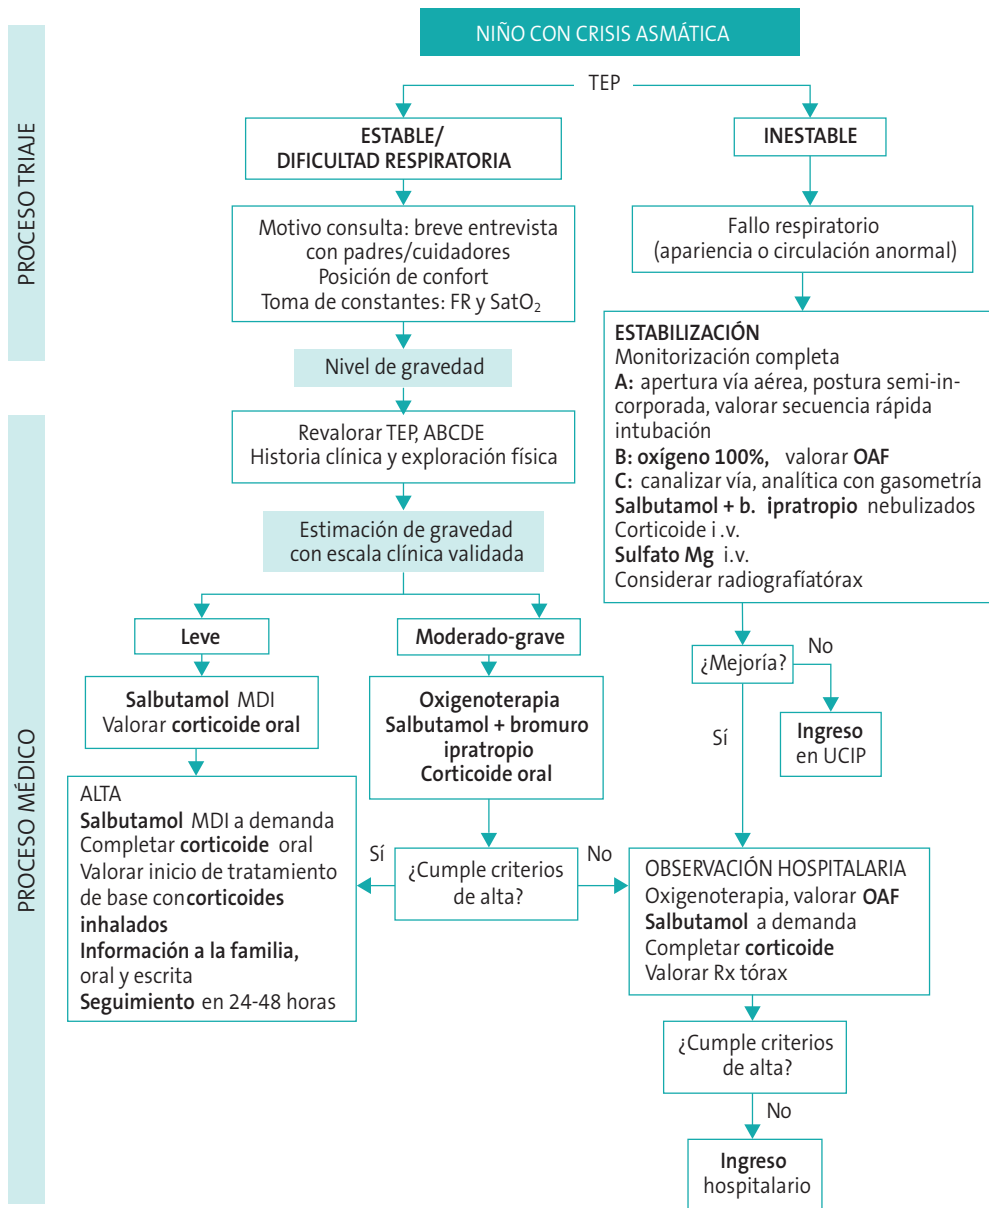 NIÑO CON CRISIS ASMÁTICA
TEP
PROCESO TRIAJE
ESTABLE/
DIFICULTAD RESPIRATORIA
INESTABLE
Motivo consulta: breve entrevista
con padres/cuidadores
Posición de confort
Toma de constantes: FR y SatO₂
Fallo respiratorio
(apariencia o circulación anormal)
Nivel de gravedad
ESTABILIZACIÓN
Monitorización completa
A: apertura vía aérea, postura semi-in-
corporada, valorar secuencia rápida
intubación
B: oxígeno 100%, valorar OAF
C: canalizar vía, analítica con gasometría
Salbutamol + b. ipratropio nebulizados
Corticoide i .v.
Sulfato Mg i.v.
Considerar radiografíatórax
PROCESO MÉDICO
Revalorar TEP, ABCDE
Historia clínica y exploración física
Estimación de gravedad
con escala clínica validada
Leve
Moderado-grave
¿Mejoría?
No
Sí
Ingreso
en UCIP
Salbutamol MDI
Valorar corticoide oral
Oxigenoterapia
Salbutamol + bromuro
ipratropio
Corticoide oral
ALTA
Salbutamol MDI a demanda
Completar corticoide oral
Valorar inicio de tratamiento
de base concorticoides
inhalados
Información a la familia,
oral y escrita
Seguimiento en 24-48 horas
Sí
¿Cumple criterios
de alta?
No
OBSERVACIÓN HOSPITALARIA
Oxigenoterapia, valorar OAF
Salbutamol a demanda
Completar corticoide
Valorar Rx tórax
¿Cumple criterios
de alta?
No
Ingreso
hospitalario